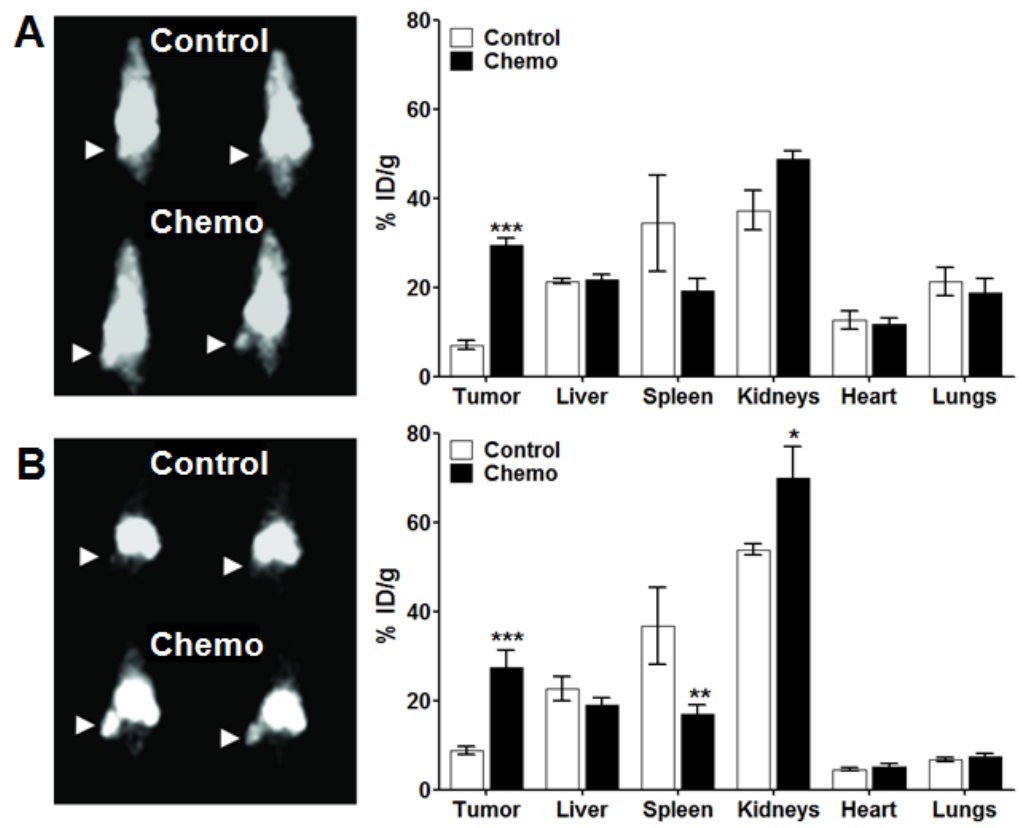 A
Control
Chemo
80
60
40
20
0
% ID/g
Control
Chemo
***
Tumor Liver Spleen Kidneys Heart Lungs
B
Control
Chemo
80
60
40
20
0
% ID/g
Control
Chemo
*
***
**
Tumor Liver Spleen Kidneys Heart Lungs